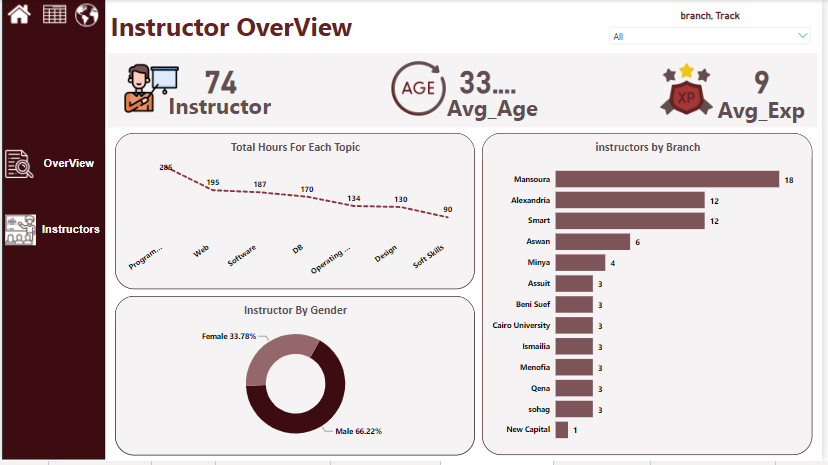 Instructor OverView
branch, Track
All
74
Instructor
AGE
33....
Avg_Age
XP
9
Avg_Exp
OverView
Instructors
Total Hours For Each Topic
285
195
187
170
134
130
90
Program...
Web
Software
DB
Operating ...
Design
Soft Skills
Instructor By Gender
Female 33.78%
Male 66.22%
instructors by Branch
Mansoura 18
Alexandria 12
Smart 12
Aswan 6
Minya 4
Assuit 3
Beni Suef 3
Cairo University 3
Ismailia 3
Menofia 3
Qena 3
sohag 3
New Capital 1